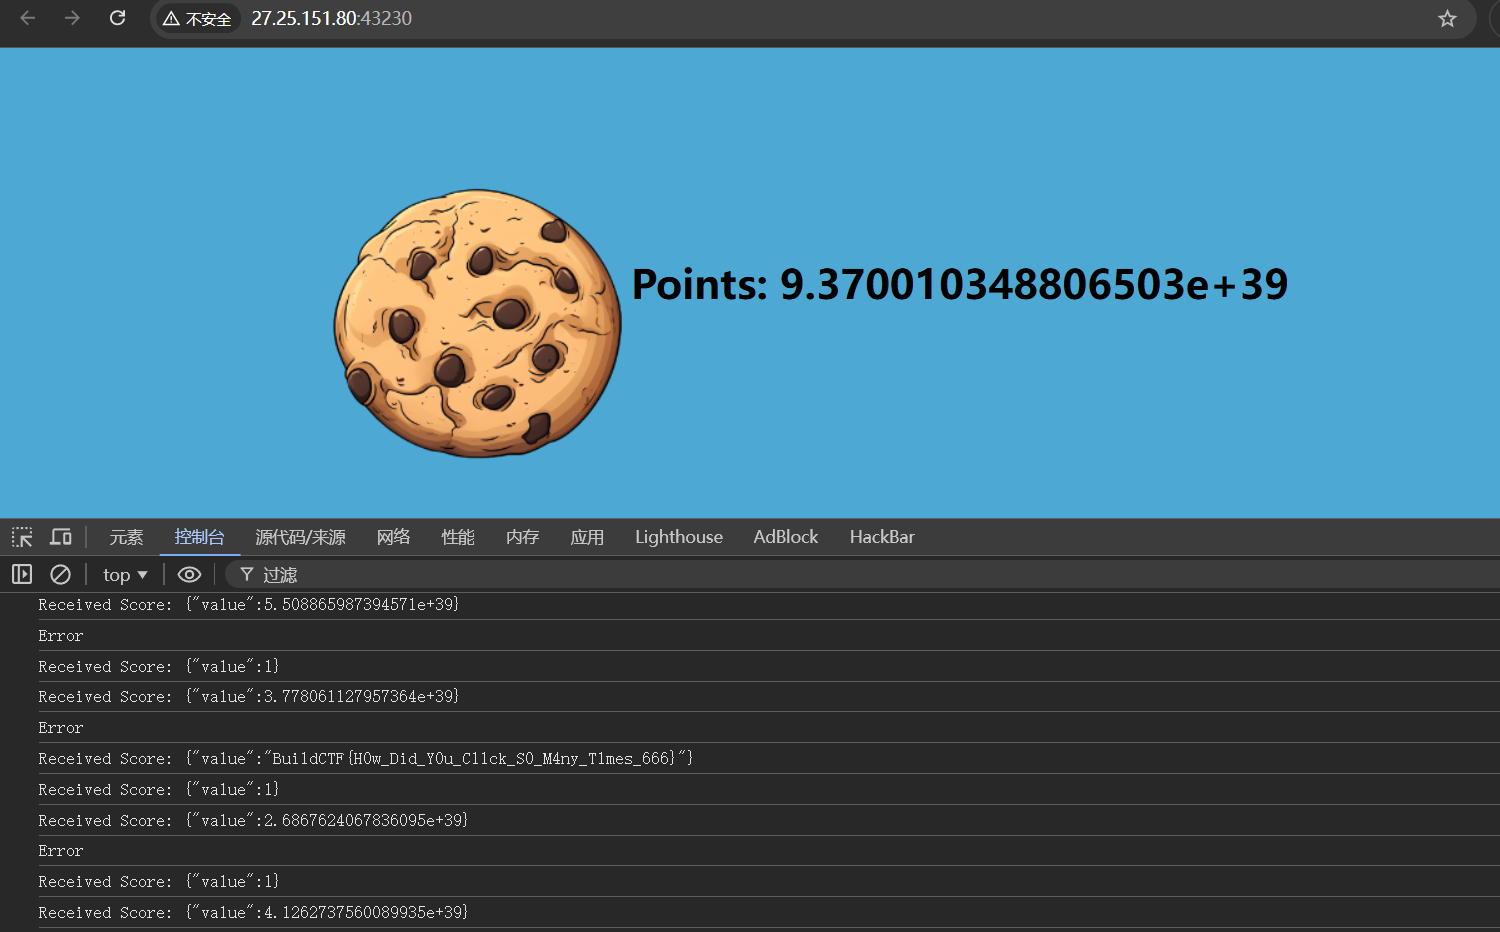 不安全 27.25.151.80:43230
Points: 9.370010348806503e+39
元素 控制台 源代码/来源 网络 性能 内存 应用 Lighthouse AdBlock HackBar
top 过滤
Received Score: {"value":5.508865987394571e+39}
Error
Received Score: {"value":1}
Received Score: {"value":3.778061127957364e+39}
Error
Received Score: {"value":"BuildCTF{H0w_Did_Y0u_C11ck_S0_M4ny_T1mes_666}"}
Received Score: {"value":1}
Received Score: {"value":2.6867624067836095e+39}
Error
Received Score: {"value":1}
Received Score: {"value":4.1262737560089935e+39}